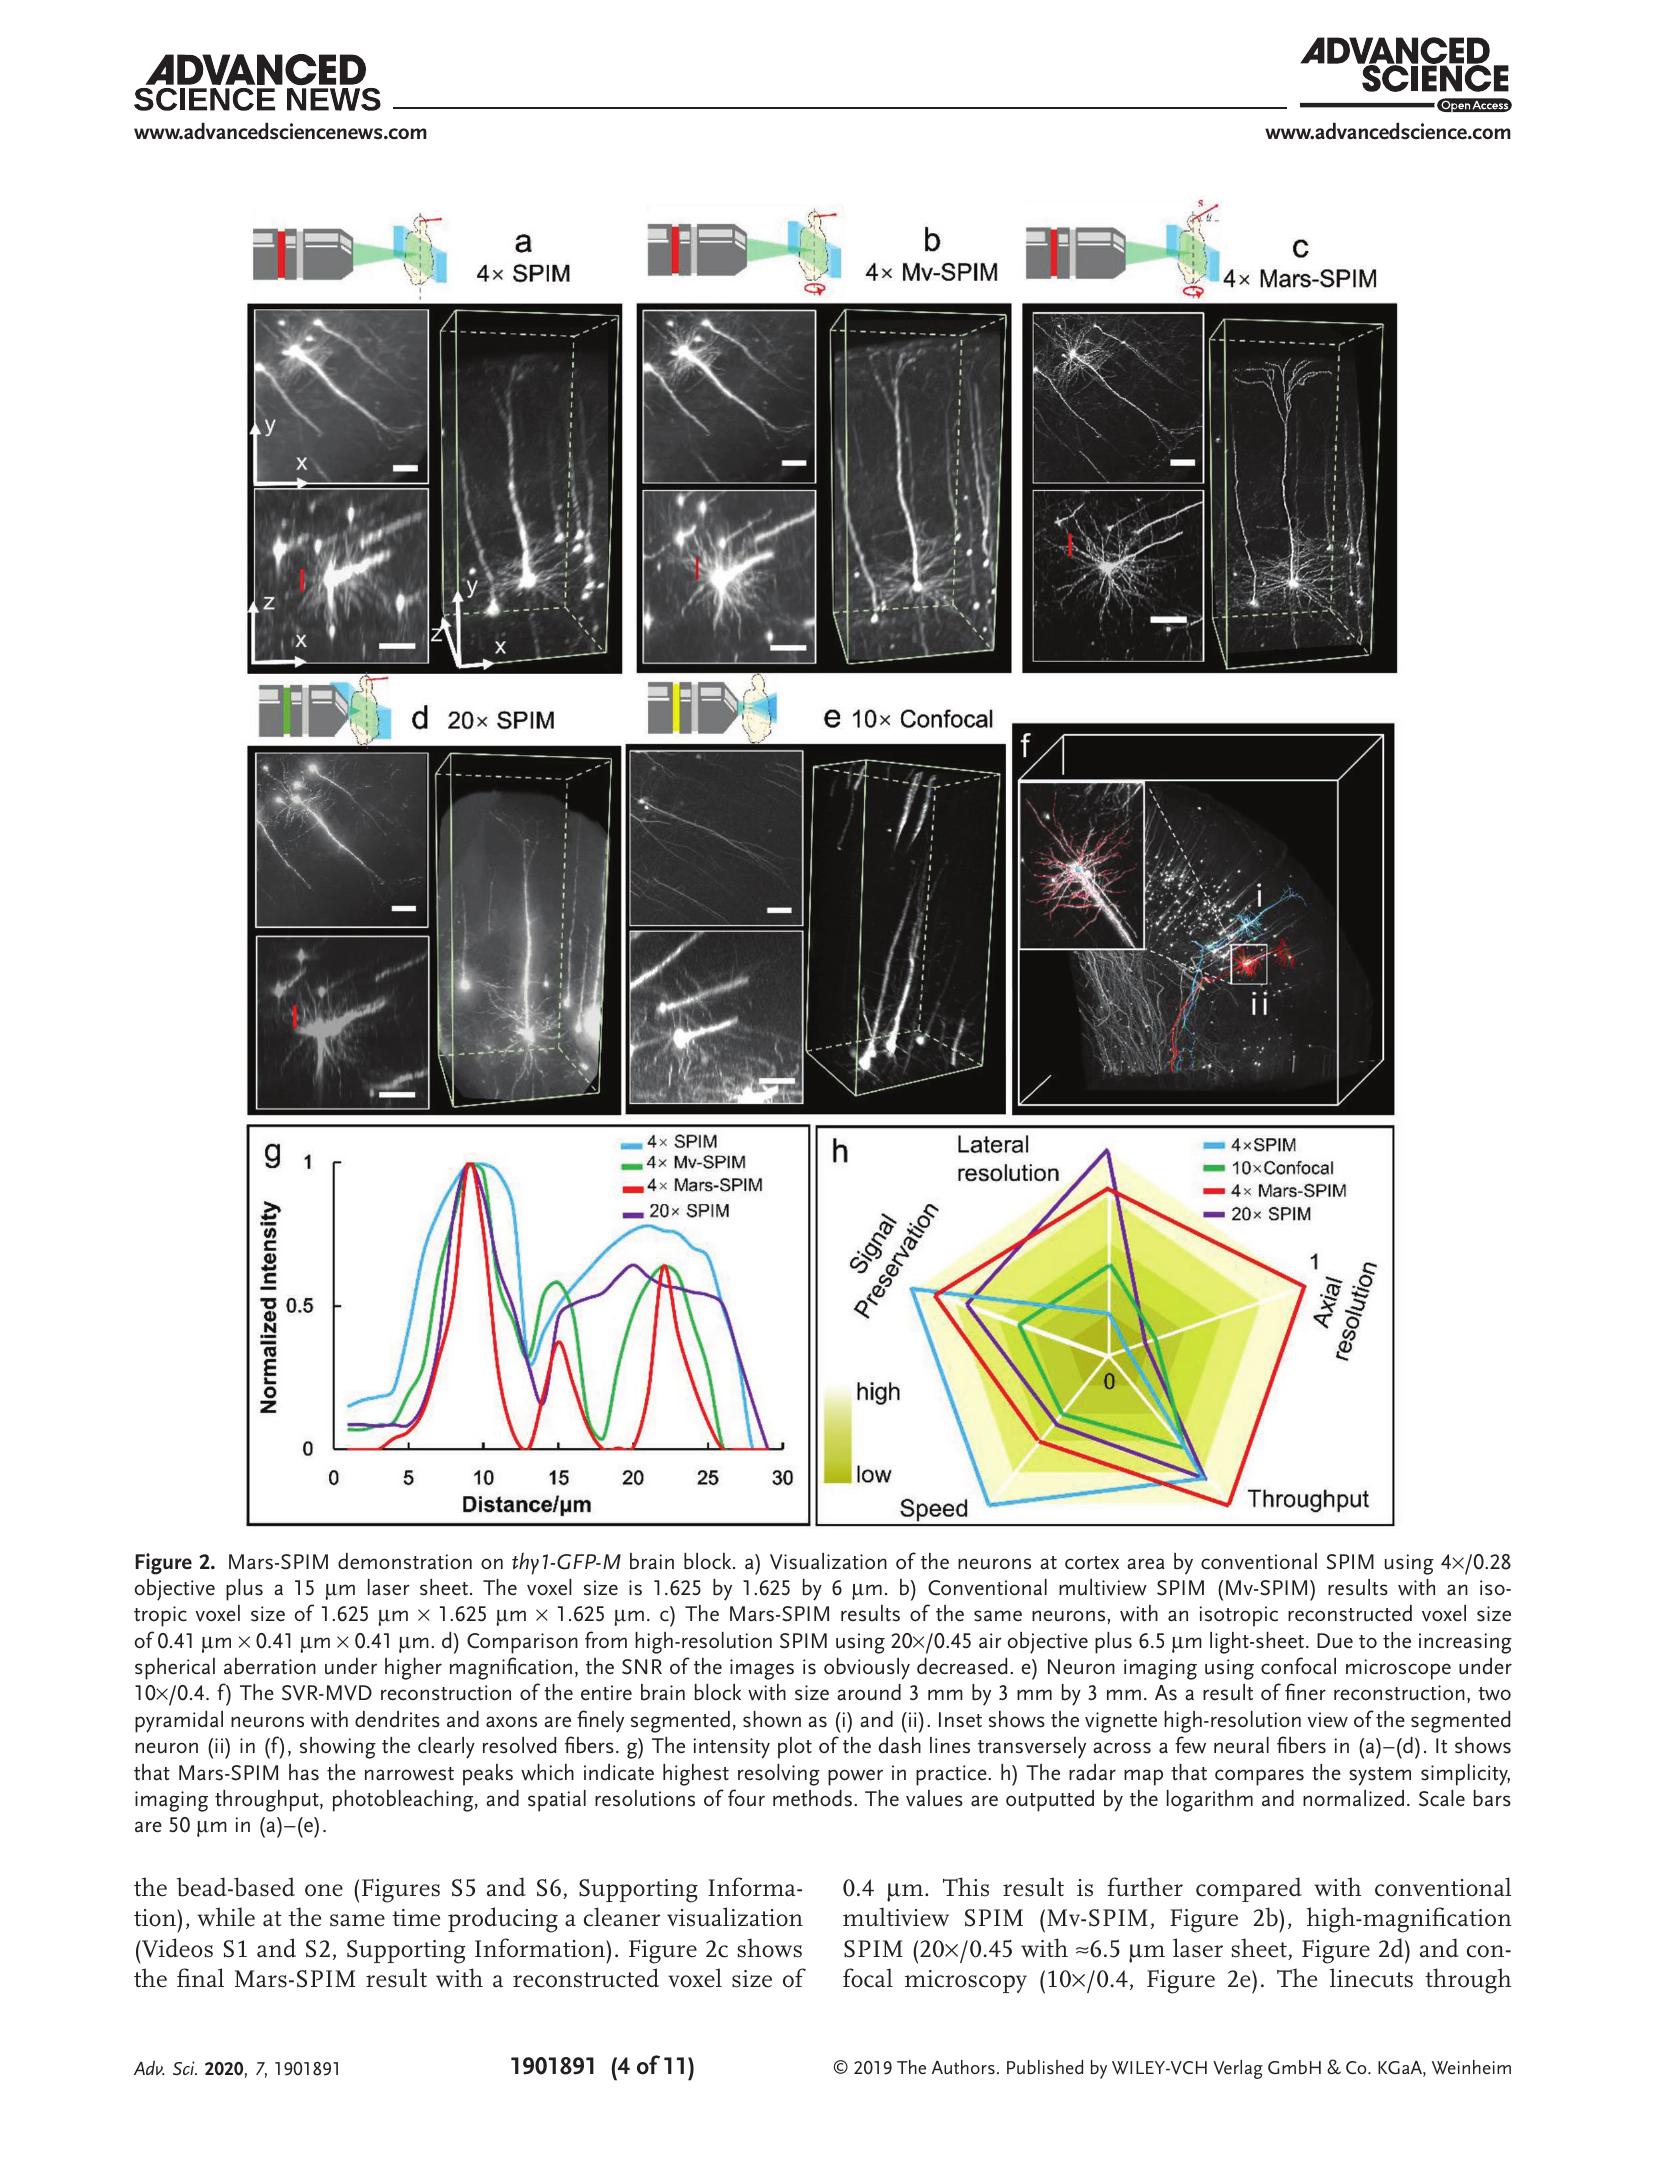 ADVANCED
SCIENCE NEWS
www.advancedsciencenews.com
ADVANCED
SCIENCE
Open Access
www.advancedscience.com
a
4× SPIM
b
4× Mv-SPIM
s
c
4× Mars-SPIM
y
x
z
x
y
z
x
d 20× SPIM
e 10× Confocal
f
i
ii
g
1
0.5
0
Normalized Intensity
0 5 10 15 20 25 30
Distance/μm
4× SPIM
4× Mv-SPIM
4× Mars-SPIM
20× SPIM
h
Lateral
resolution
4×SPIM
10×Confocal
4× Mars-SPIM
20× SPIM
Signal
Preservation
1
Axial
resolution
0
high
low
Speed
Throughput
Figure 2. Mars-SPIM demonstration on thy1-GFP-M brain block. a) Visualization of the neurons at cortex area by conventional SPIM using 4×/0.28
objective plus a 15 μm laser sheet. The voxel size is 1.625 by 1.625 by 6 μm. b) Conventional multiview SPIM (Mv-SPIM) results with an iso-
tropic voxel size of 1.625 μm × 1.625 μm × 1.625 μm. c) The Mars-SPIM results of the same neurons, with an isotropic reconstructed voxel size
of 0.41 μm × 0.41 μm × 0.41 μm. d) Comparison from high-resolution SPIM using 20×/0.45 air objective plus 6.5 μm light-sheet. Due to the increasing
spherical aberration under higher magnification, the SNR of the images is obviously decreased. e) Neuron imaging using confocal microscope under
10×/0.4. f) The SVR-MVD reconstruction of the entire brain block with size around 3 mm by 3 mm by 3 mm. As a result of finer reconstruction, two
pyramidal neurons with dendrites and axons are finely segmented, shown as (i) and (ii). Inset shows the vignette high-resolution view of the segmented
neuron (ii) in (f), showing the clearly resolved fibers. g) The intensity plot of the dash lines transversely across a few neural fibers in (a)–(d). It shows
that Mars-SPIM has the narrowest peaks which indicate highest resolving power in practice. h) The radar map that compares the system simplicity,
imaging throughput, photobleaching, and spatial resolutions of four methods. The values are outputted by the logarithm and normalized. Scale bars
are 50 μm in (a)–(e).
the bead-based one (Figures S5 and S6, Supporting Informa-
tion), while at the same time producing a cleaner visualization
(Videos S1 and S2, Supporting Information). Figure 2c shows
the final Mars-SPIM result with a reconstructed voxel size of
0.4 μm. This result is further compared with conventional
multiview SPIM (Mv-SPIM, Figure 2b), high-magnification
SPIM (20×/0.45 with ≈6.5 μm laser sheet, Figure 2d) and con-
focal microscopy (10×/0.4, Figure 2e). The linecuts through
Adv. Sci. 2020, 7, 1901891
1901891 (4 of 11)
© 2019 The Authors. Published by WILEY-VCH Verlag GmbH & Co. KGaA, Weinheim